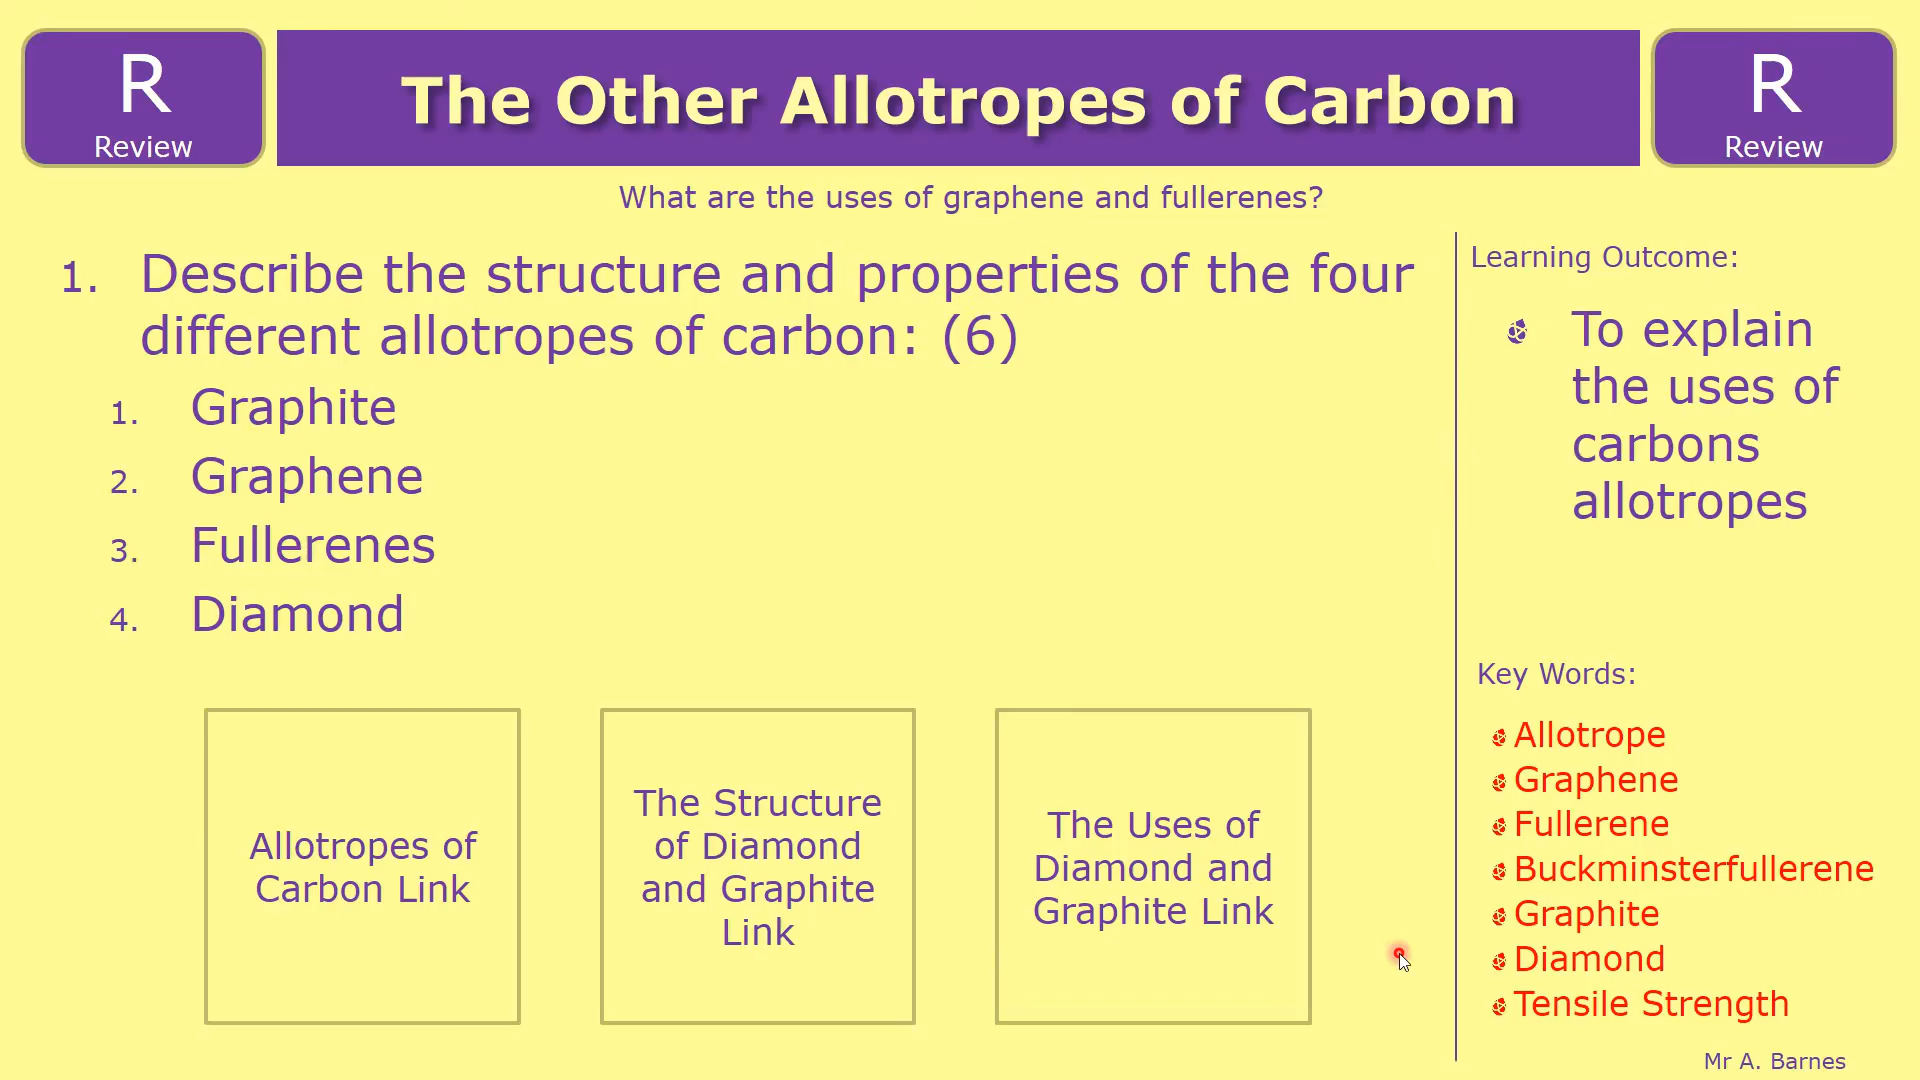 R
Review
The Other Allotropes of Carbon
R
Review
What are the uses of graphene and fullerenes?
1. Describe the structure and properties of the four
different allotropes of carbon: (6)
1. Graphite
2. Graphene
3. Fullerenes
4. Diamond
Allotropes of
Carbon Link
The Structure
of Diamond
and Graphite
Link
The Uses of
Diamond and
Graphite Link
Learning Outcome:
To explain
the uses of
carbons
allotropes
Key Words:
Allotrope
Graphene
Fullerene
Buckminsterfullerene
Graphite
Diamond
Tensile Strength
Mr A. Barnes